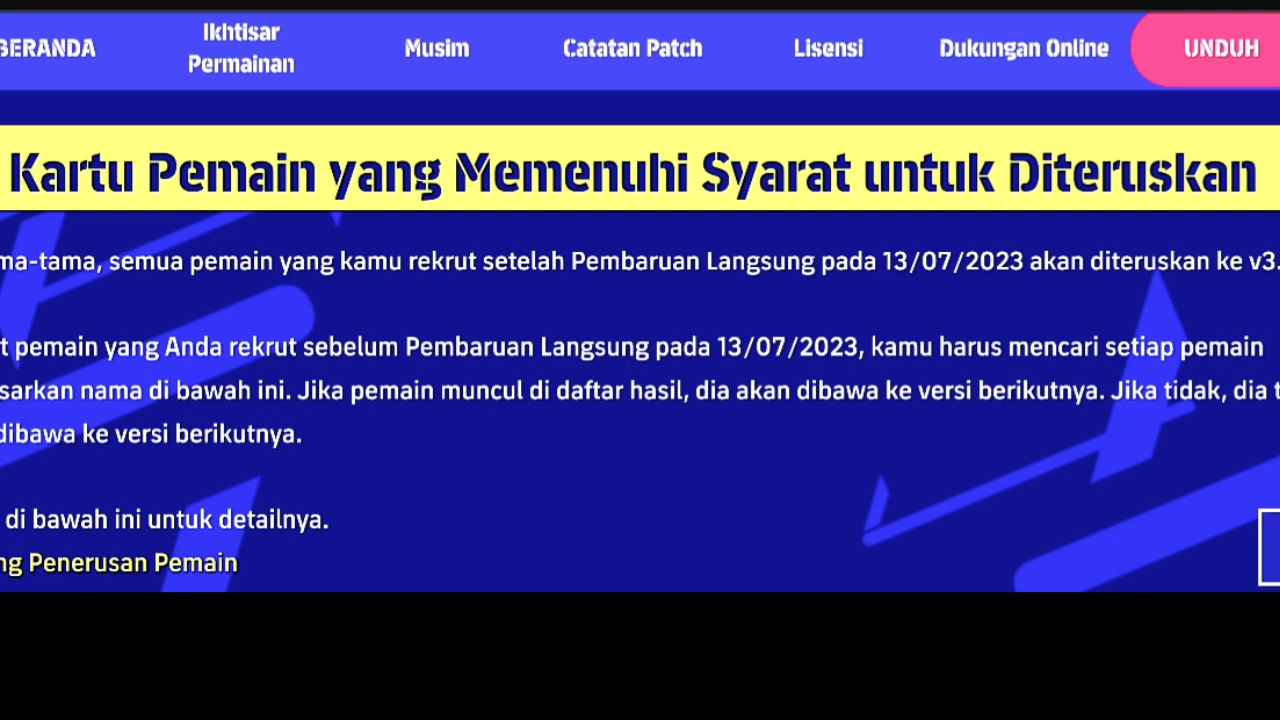 BERANDA
Ikhtisar
Permainan
Musim
Catatan Patch
Lisensi
Dukungan Online
UNDUH
Kartu Pemain yang Memenuhi Syarat untuk Diteruskan
ma-tama, semua pemain yang kamu rekrut setelah Pembaruan Langsung pada 13/07/2023 akan diteruskan ke v3.
t pemain yang Anda rekrut sebelum Pembaruan Langsung pada 13/07/2023, kamu harus mencari setiap pemain
sarkan nama di bawah ini. Jika pemain muncul di daftar hasil, dia akan dibawa ke versi berikutnya. Jika tidak, dia t
dibawa ke versi berikutnya.
di bawah ini untuk detailnya.
ng Penerusan Pemain